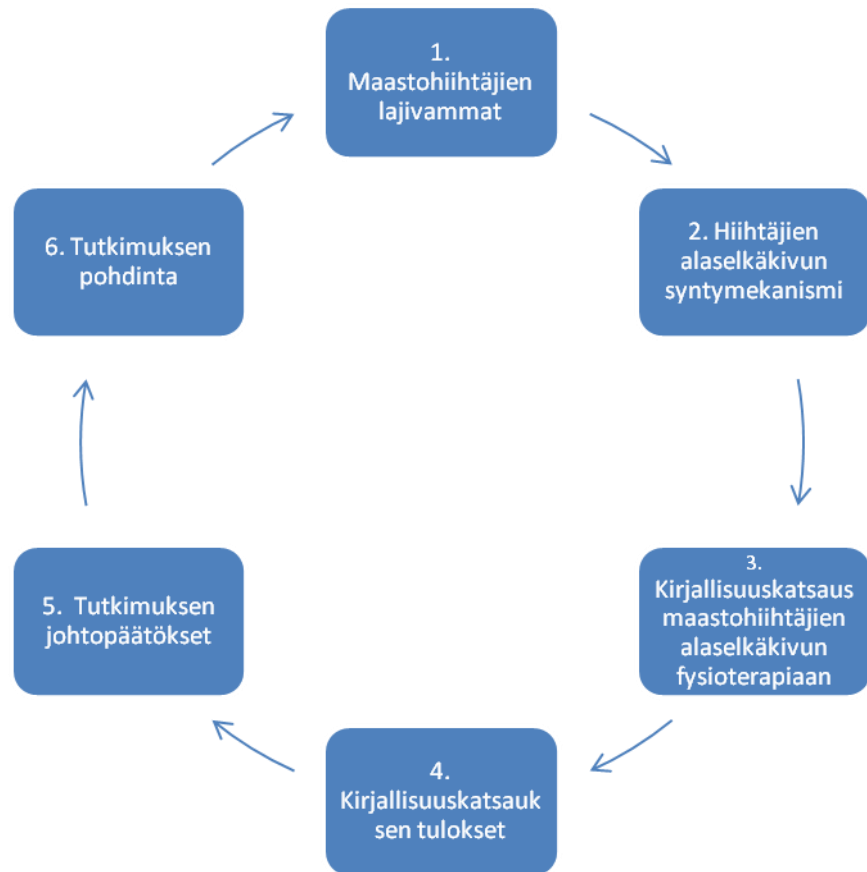 1.
Maastohiihtäjien
lajivammat
2. Hiihtäjien
alaselkäkivun
syntymekanismi
3.
Kirjallisuuskatsaus
maastohiihtäjien
alaselkäkivun
fysioterapiaan
4.
Kirjallisuuskatsauk
sen tulokset
5.  Tutkimuksen
johtopäätökset
6. Tutkimuksen
pohdinta